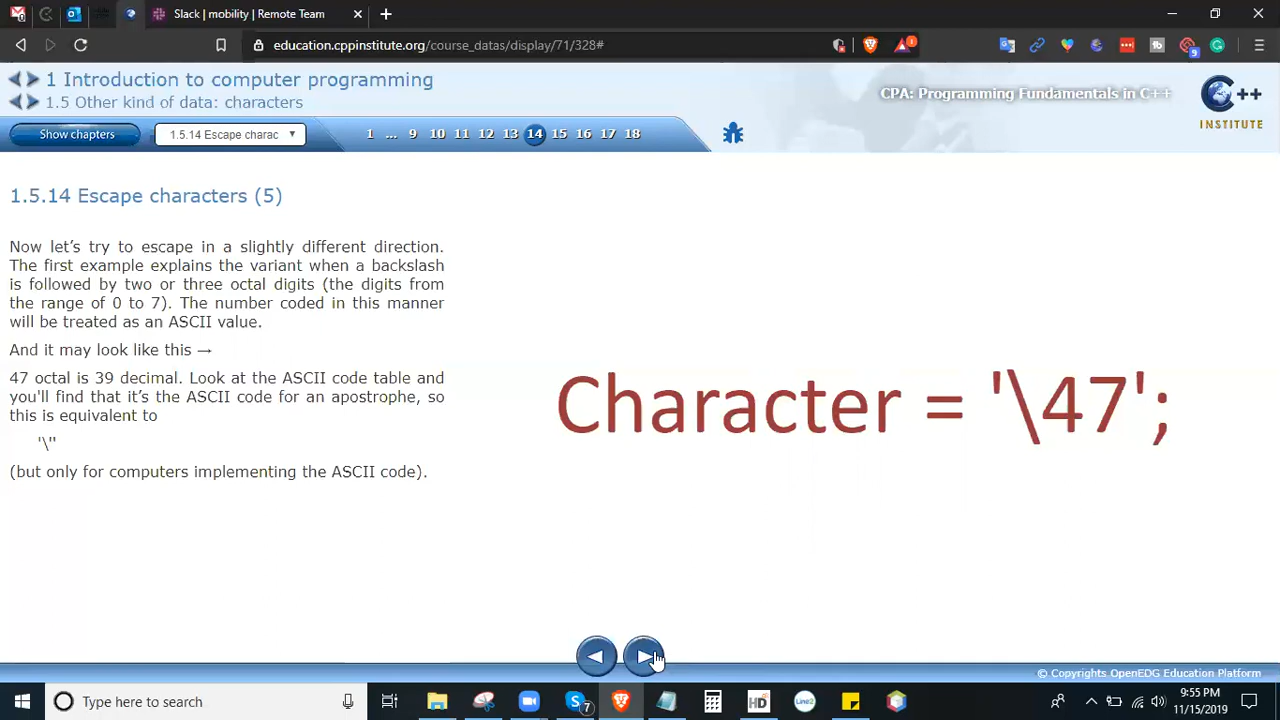 Slack | mobility | Remote Team
education.cppinstitute.org/course_datas/display/71/328#
1 Introduction to computer programming
1.5 Other kind of data: characters
CPA: Programming Fundamentals in C++
C++
INSTITUTE
Show chapters
1.5.14 Escape charac
1 ... 9 10 11 12 13 14 15 16 17 18
1.5.14 Escape characters (5)
Now let's try to escape in a slightly different direction.
The first example explains the variant when a backslash
is followed by two or three octal digits (the digits from
the range of 0 to 7). The number coded in this manner
will be treated as an ASCII value.
And it may look like this →
47 octal is 39 decimal. Look at the ASCII code table and
you'll find that it's the ASCII code for an apostrophe, so
this is equivalent to
'\''
(but only for computers implementing the ASCII code).
Character = '\47';
© Copyrights OpenEDG Education Platform
Type here to search
7
HD
9:55 PM
11/15/2019